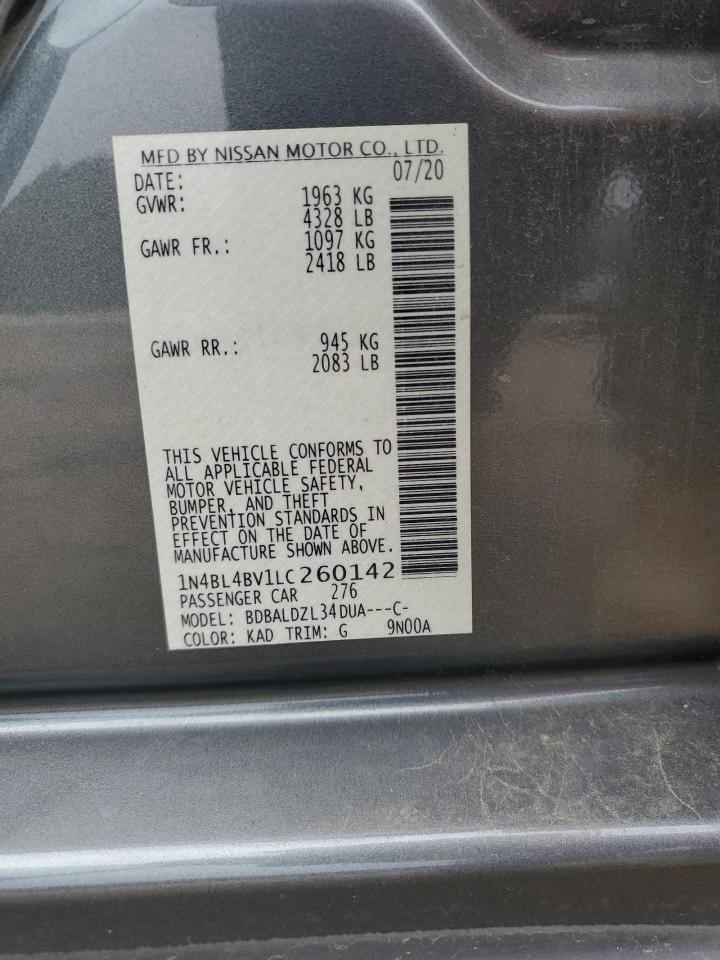 MFD BY NISSAN MOTOR CO., LTD.
DATE: 07/20
GVWR: 1963 KG
4328 LB
GAWR FR.: 1097 KG
2418 LB
GAWR RR.: 945 KG
2083 LB
THIS VEHICLE CONFORMS TO
ALL APPLICABLE FEDERAL
MOTOR VEHICLE SAFETY,
BUMPER, AND THEFT
PREVENTION STANDARDS IN
EFFECT ON THE DATE OF
MANUFACTURE SHOWN ABOVE.
1N4BL4BV1LC260142
PASSENGER CAR 276
MODEL: BDBALDZL34DUA---C-
COLOR: KAD TRIM: G 9N00A